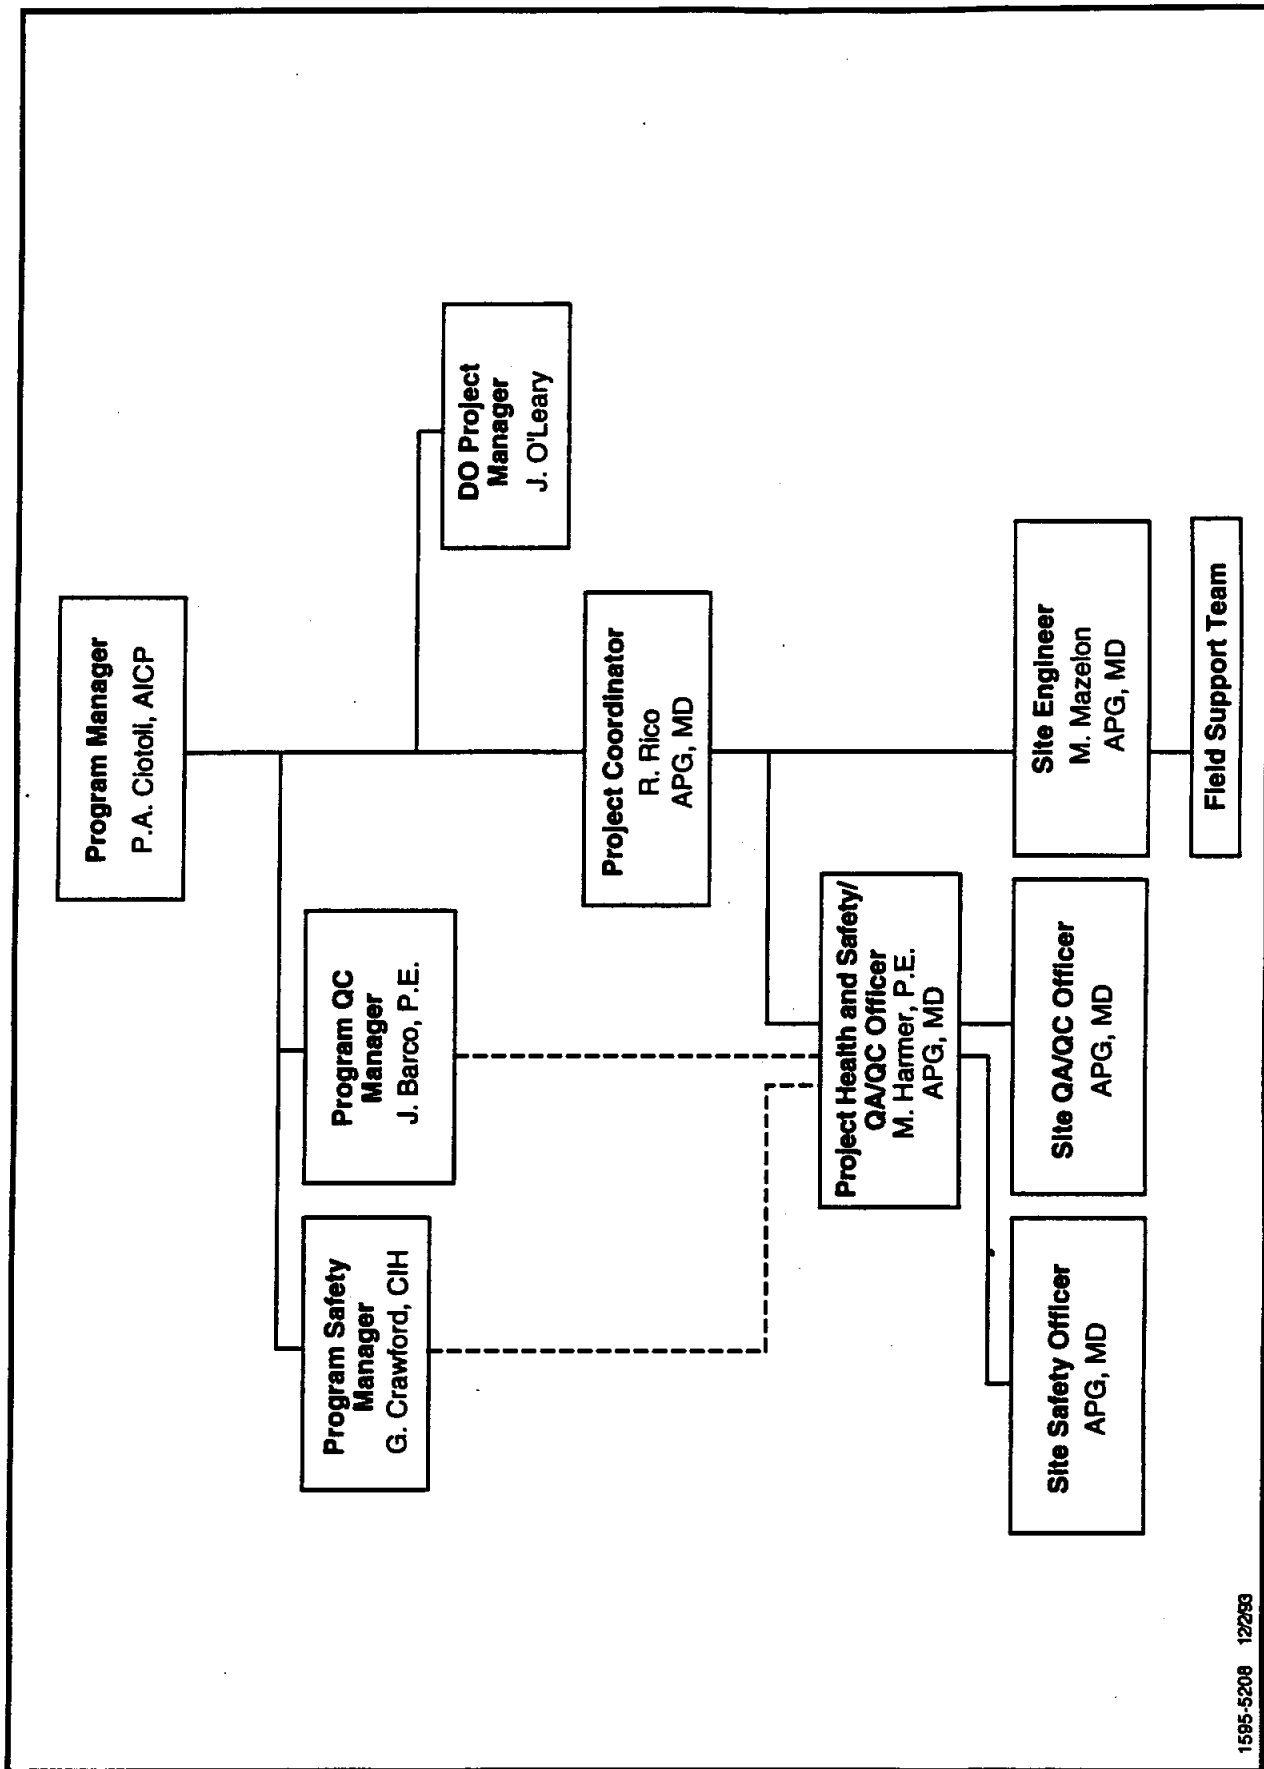 Program Manager
P.A. Ciotoli, AICP
Program Safety
Manager
G. Crawford, CIH
Program QC
Manager
J. Barco, P.E.
DO Project
Manager
J. O'Leary
Project Coordinator
R. Rico
APG, MD
Project Health and Safety/
QA/QC Officer
M. Harmer, P.E.
APG, MD
Site Safety Officer
APG, MD
Site QA/QC Officer
APG, MD
Site Engineer
M. Mazelon
APG, MD
Field Support Team
1595-5208 12/2/93